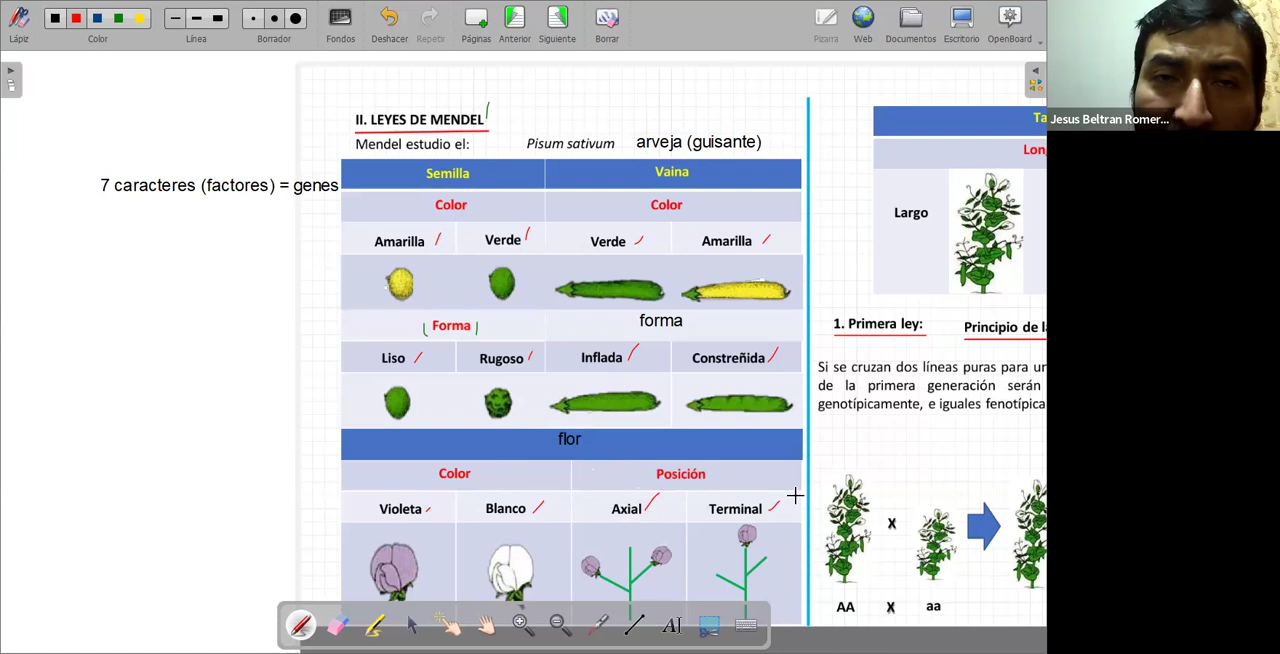 Lápiz
Color
Línea
Borrador
Fondos
Deshacer
Repetir
Páginas
Anterior
Siguiente
Borrar
Pizarra
Web
Documentos
Escritorio
OpenBoard
Jesus Beltran Romer...
II. LEYES DE MENDEL
Mendel estudio el: Pisum sativum arveja (guisante)
7 caracteres (factores) = genes
Semilla Vaina
Color Color
Amarilla Verde Verde Amarilla
Forma forma
Liso Rugoso Inflada Constreñida
flor
Color Posición
Violeta Blanco Axial Terminal
Ta
Lon
Largo
1. Primera ley: Principio de l
Si se cruzan dos líneas puras para un
de la primera generación serán
genotípicamente, e iguales fenotípica
X
AA X aa
AI